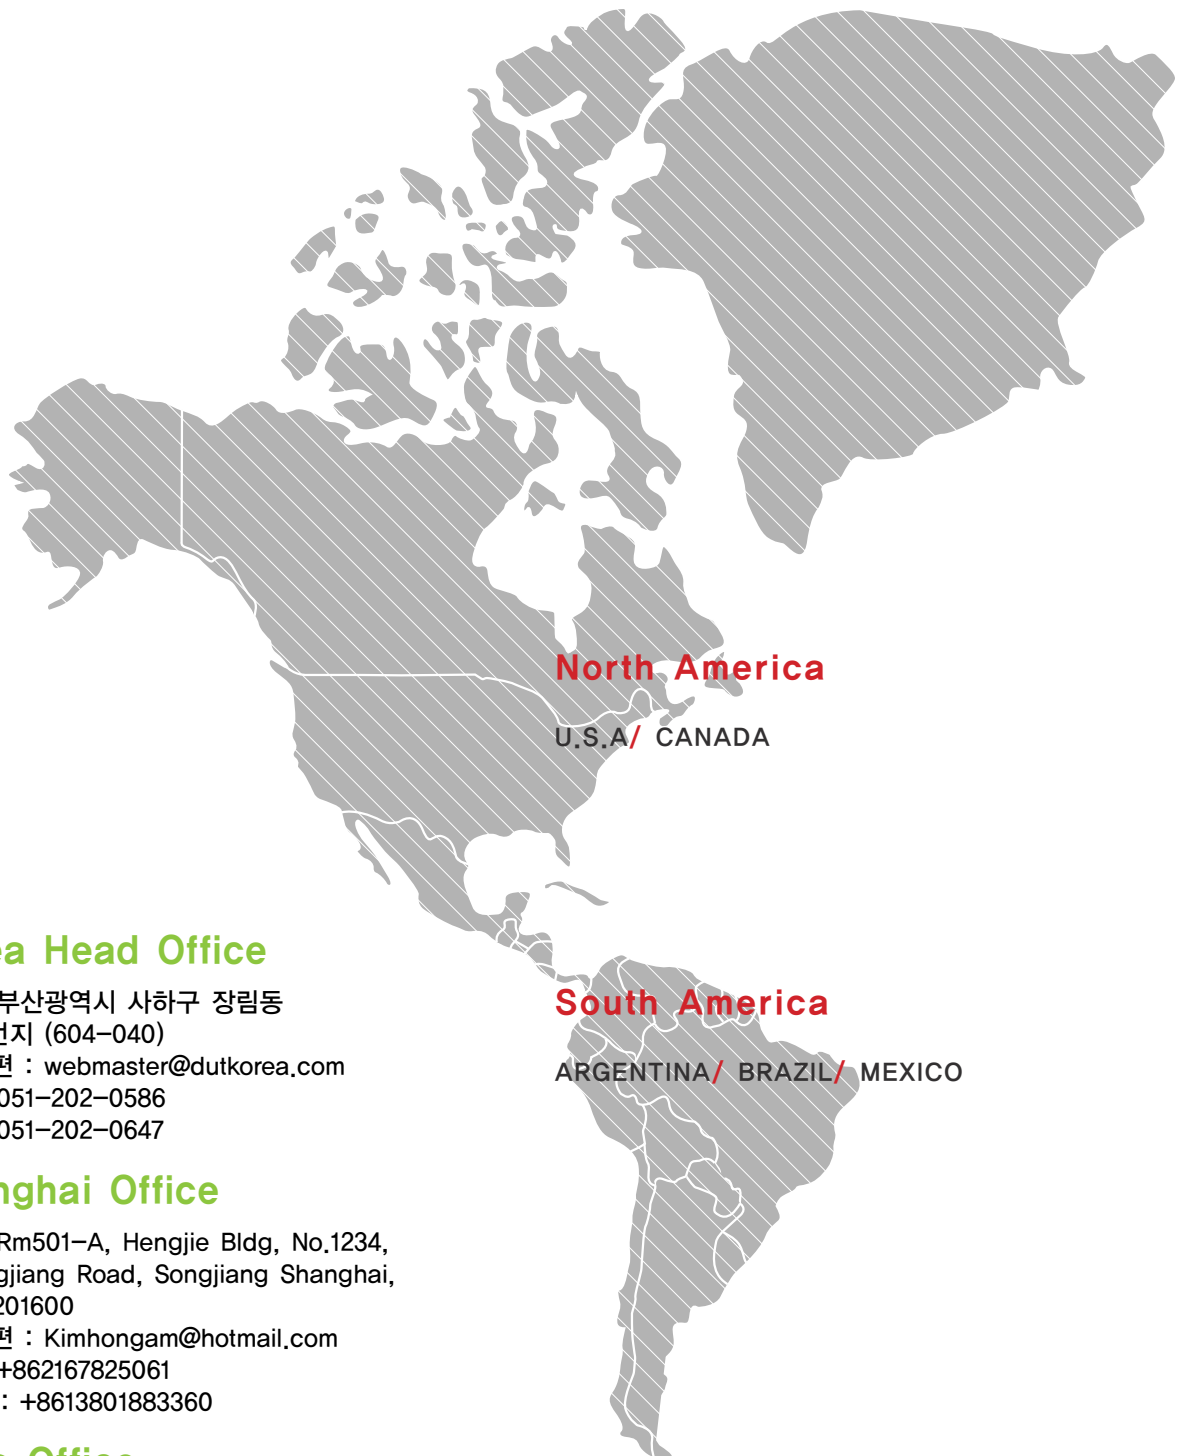 North America
U.S.A/ CANADA
ea Head Office
부산광역시 사하구 장림동
번지 (604-040)
편 : webmaster@dutkorea.com
051-202-0586
051-202-0647
South America
ARGENTINA/ BRAZIL/ MEXICO
nghai Office
Rm501-A, Hengjie Bldg, No.1234,
gjiang Road, Songjiang Shanghai,
201600
편 : Kimhongam@hotmail.com
+862167825061
: +8613801883360
Office